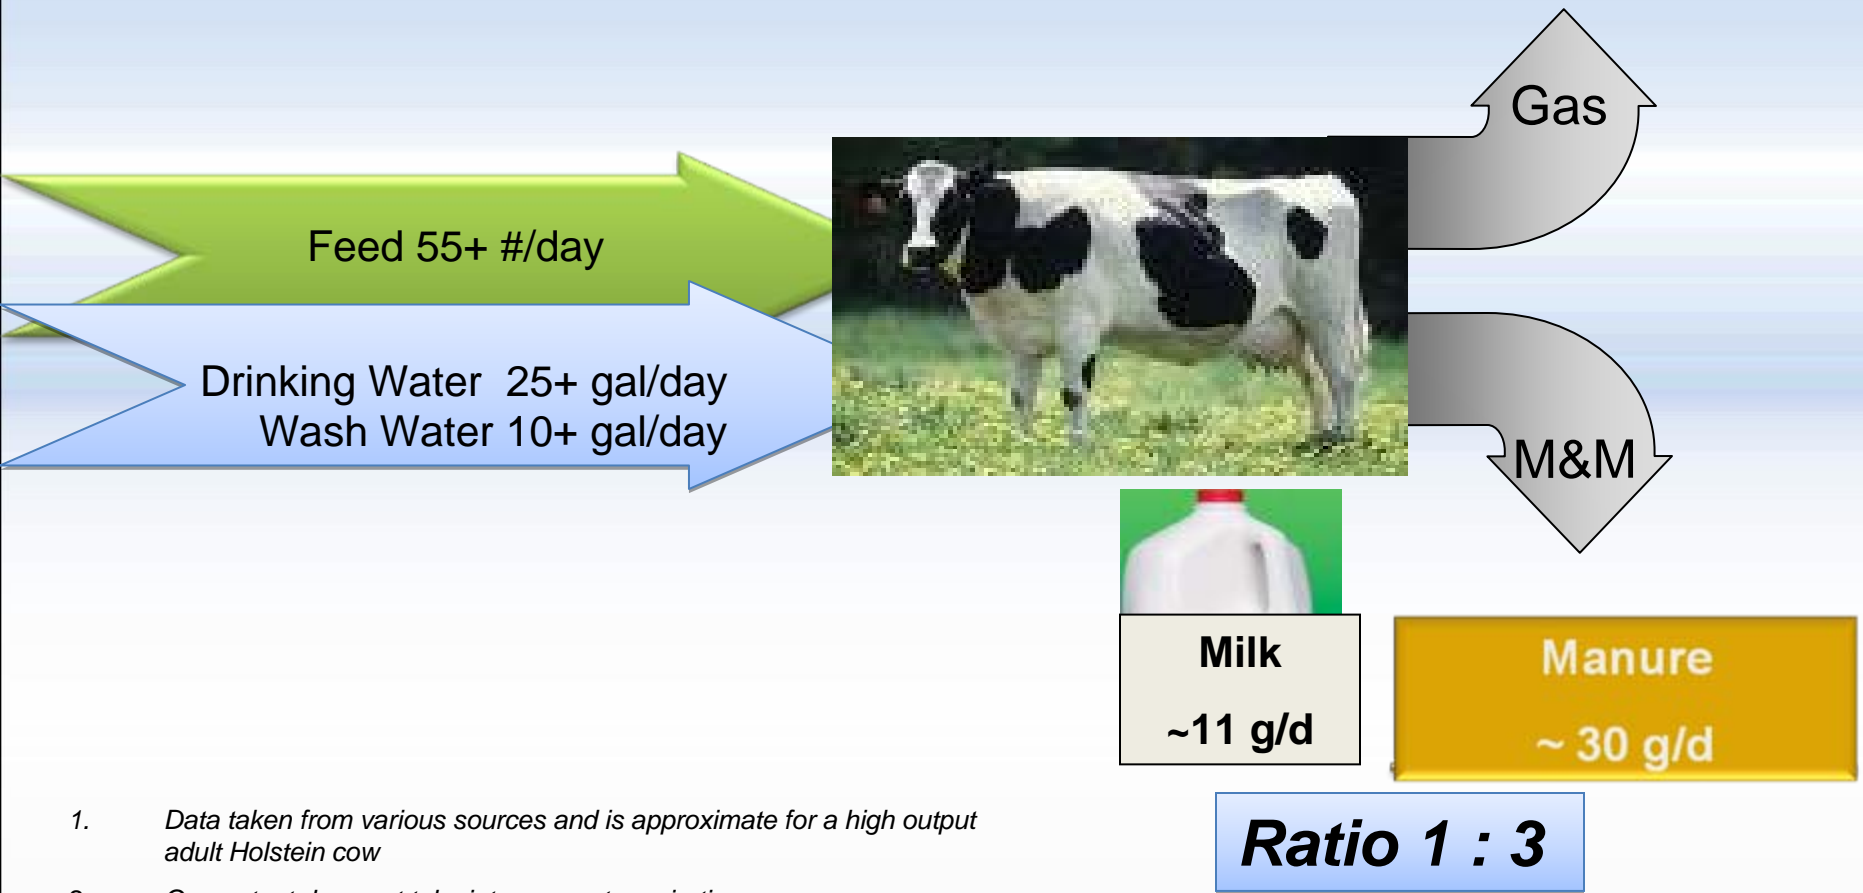 Gas
Feed 55+ #/day
Drinking Water 25+ gal/day
Wash Water 10+ gal/day
M&M
Milk
~11 g/d
Manure
~ 30 g/d
1. Data taken from various sources and is approximate for a high output
adult Holstein cow
Ratio 1 : 3